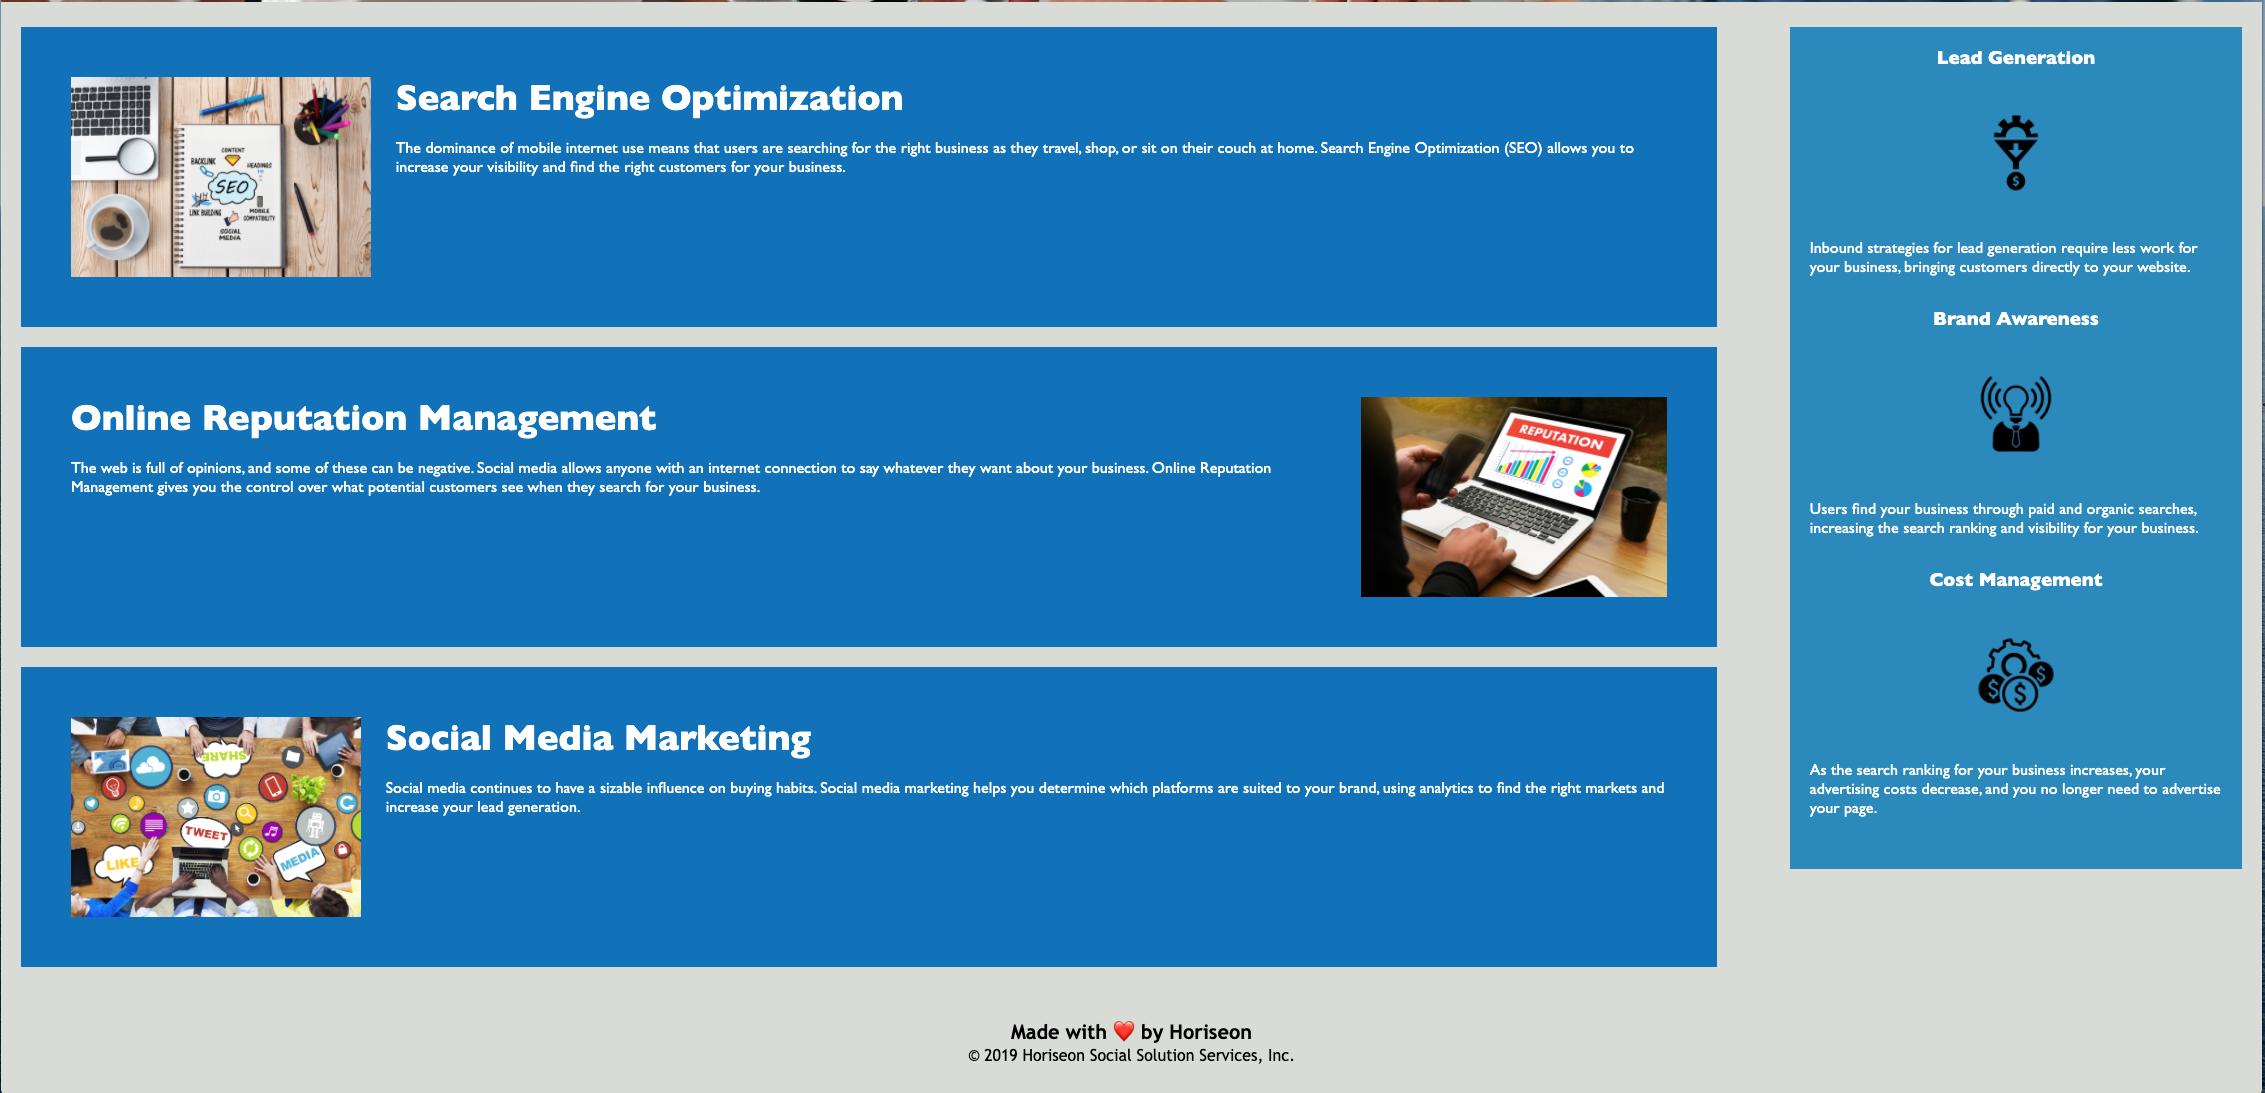 Search Engine Optimization
The dominance of mobile internet use means that users are searching for the right business as they travel, shop, or sit on their couch at home. Search Engine Optimization (SEO) allows you to
increase your visibility and find the right customers for your business.
CONTENT
BACKLINK
HEADINGS
SEO
LINK BUILDING
MOBILE
COMPATIBILITY
SOCIAL
MEDIA
Online Reputation Management
The web is full of opinions, and some of these can be negative. Social media allows anyone with an internet connection to say whatever they want about your business. Online Reputation
Management gives you the control over what potential customers see when they search for your business.
REPUTATION
Social Media Marketing
Social media continues to have a sizable influence on buying habits. Social media marketing helps you determine which platforms are suited to your brand, using analytics to find the right markets and
increase your lead generation.
SHARE
TWEET
LIKE
MEDIA
Lead Generation
$
Inbound strategies for lead generation require less work for
your business, bringing customers directly to your website.
Brand Awareness
Users find your business through paid and organic searches,
increasing the search ranking and visibility for your business.
Cost Management
$ $ $
As the search ranking for your business increases, your
advertising costs decrease, and you no longer need to advertise
your page.
Made with ❤️ by Horiseon
© 2019 Horiseon Social Solution Services, Inc.